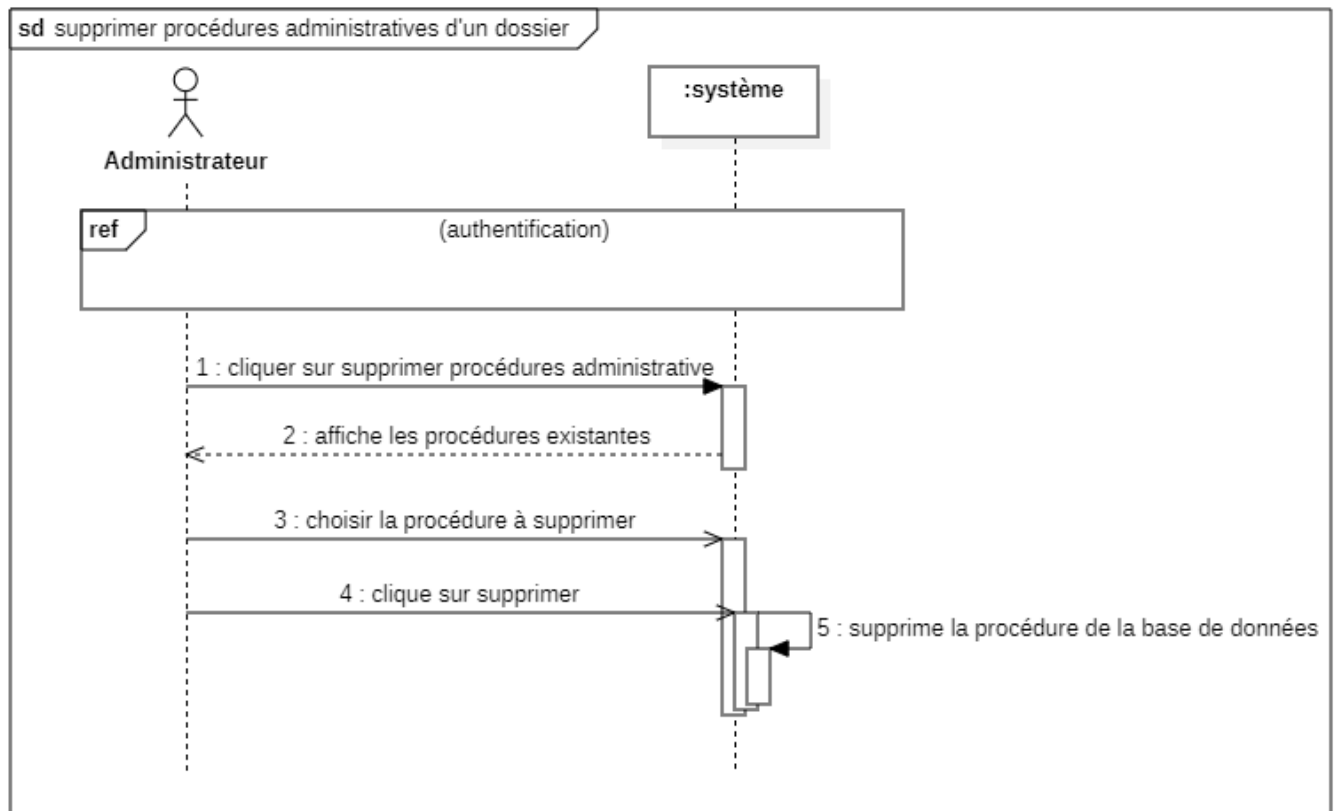 sd supprimer procédures administratives d'un dossier
:système
Administrateur
ref
(authentification)
1 : cliquer sur supprimer procédures administrative
2 : affiche les procédures existantes
3 : choisir la procédure à supprimer
4 : clique sur supprimer
5 : supprime la procédure de la base de données